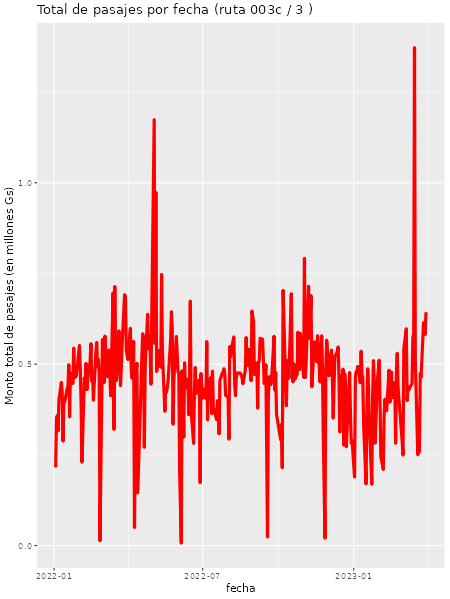 Total de pasajes por fecha (ruta 003c / 3 )
Monto total de pasajes (en millones Gs)
1.0
0.5
0.0
2022-01
2022-07
2023-01
fecha